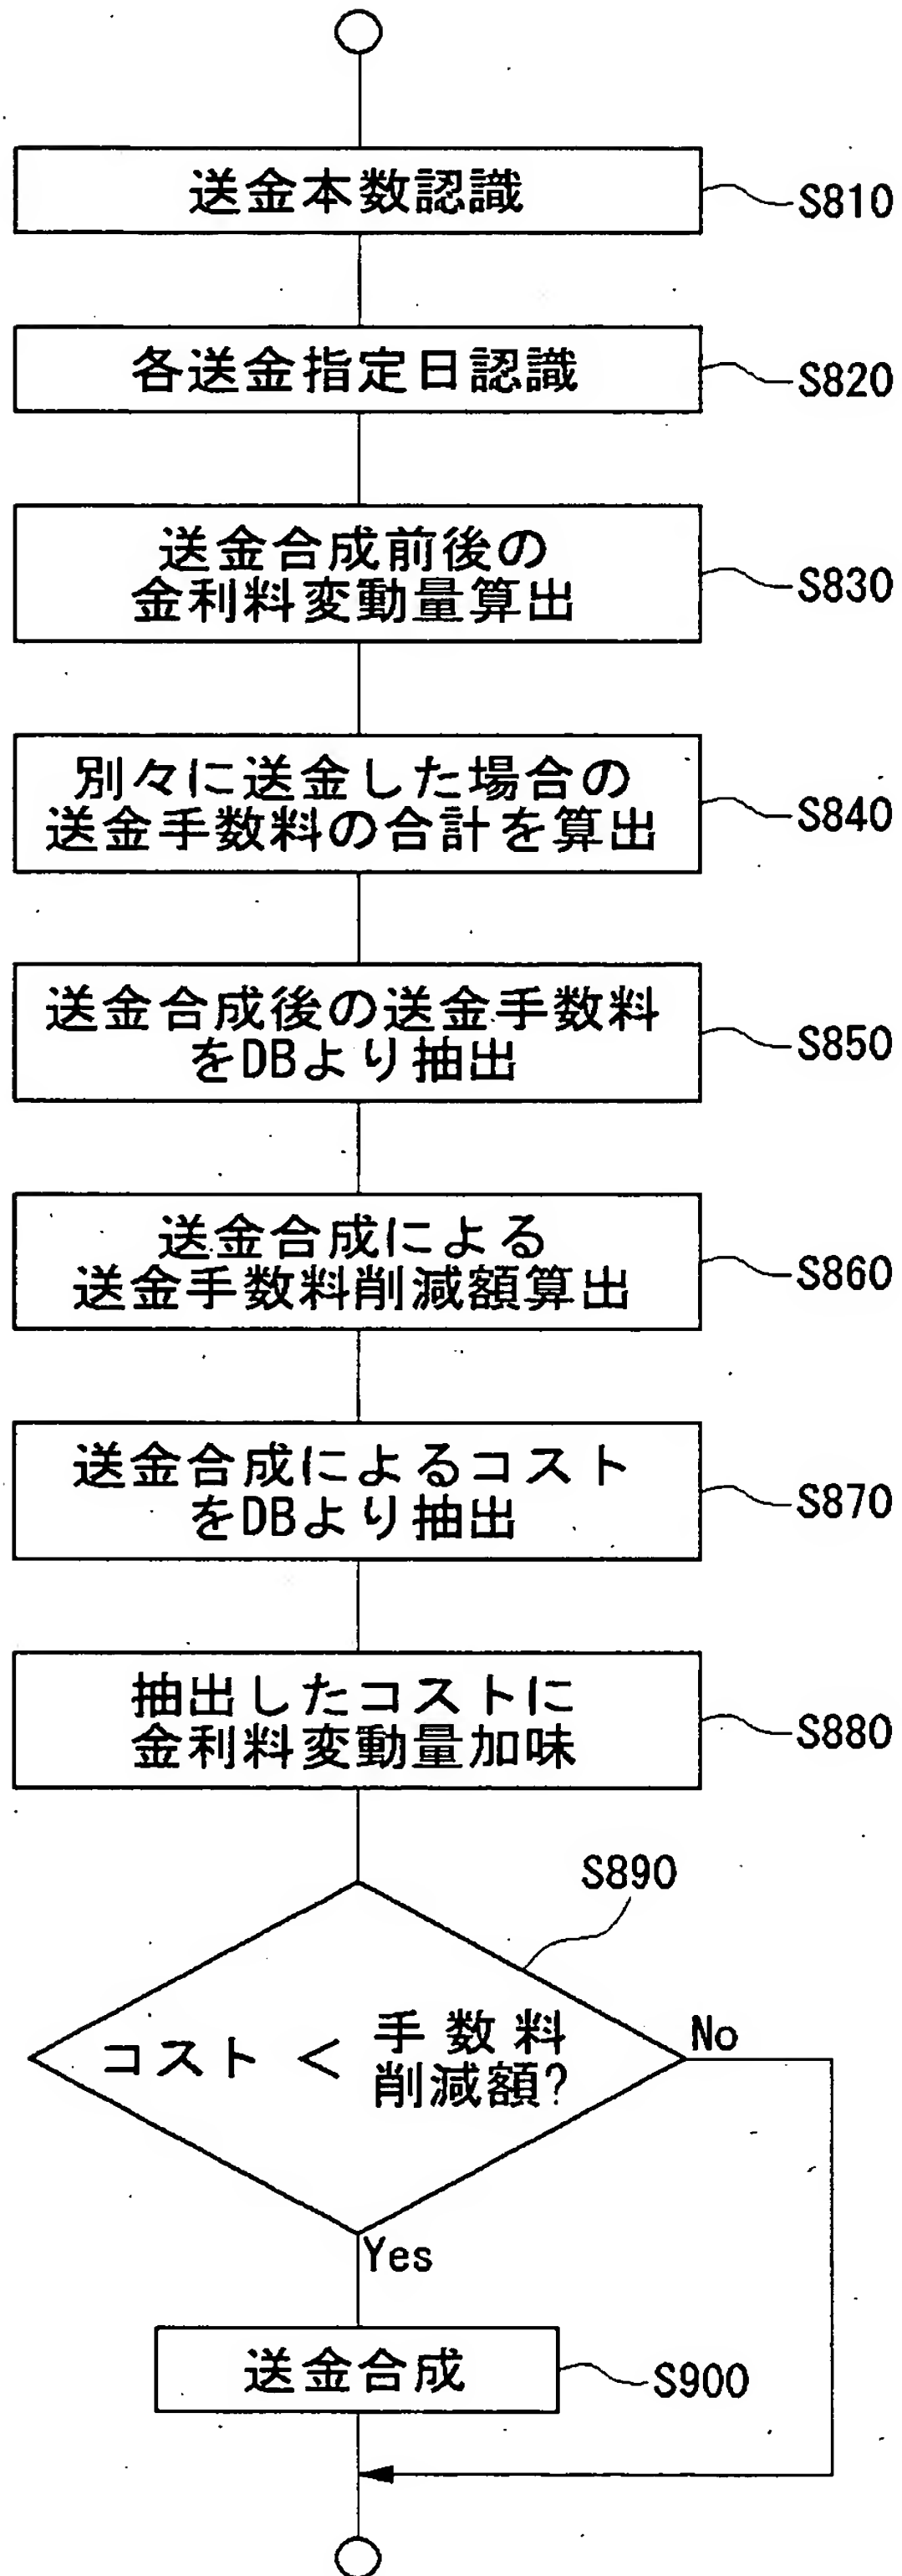 送金本数認識
S810
各送金指定日認識
S820
送金合成前後の
金利料変動量算出
S830
別々に送金した場合の
送金手数料の合計を算出
S840
送金合成後の送金手数料
をDBより抽出
S850
送金合成による
送金手数料削減額算出
S860
送金合成によるコスト
をDBより抽出
S870
抽出したコストに
金利料変動量加味
S880
S890
コスト < 手数料
削減額?
No
Yes
送金合成
S900